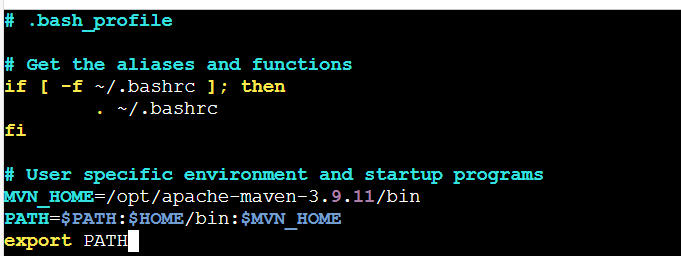 # .bash_profile
# Get the aliases and functions
if [ -f ~/.bashrc ]; then
. ~/.bashrc
fi
# User specific environment and startup programs
MVN_HOME=/opt/apache-maven-3.9.11/bin
PATH=$PATH:$HOME/bin:$MVN_HOME
export PATH